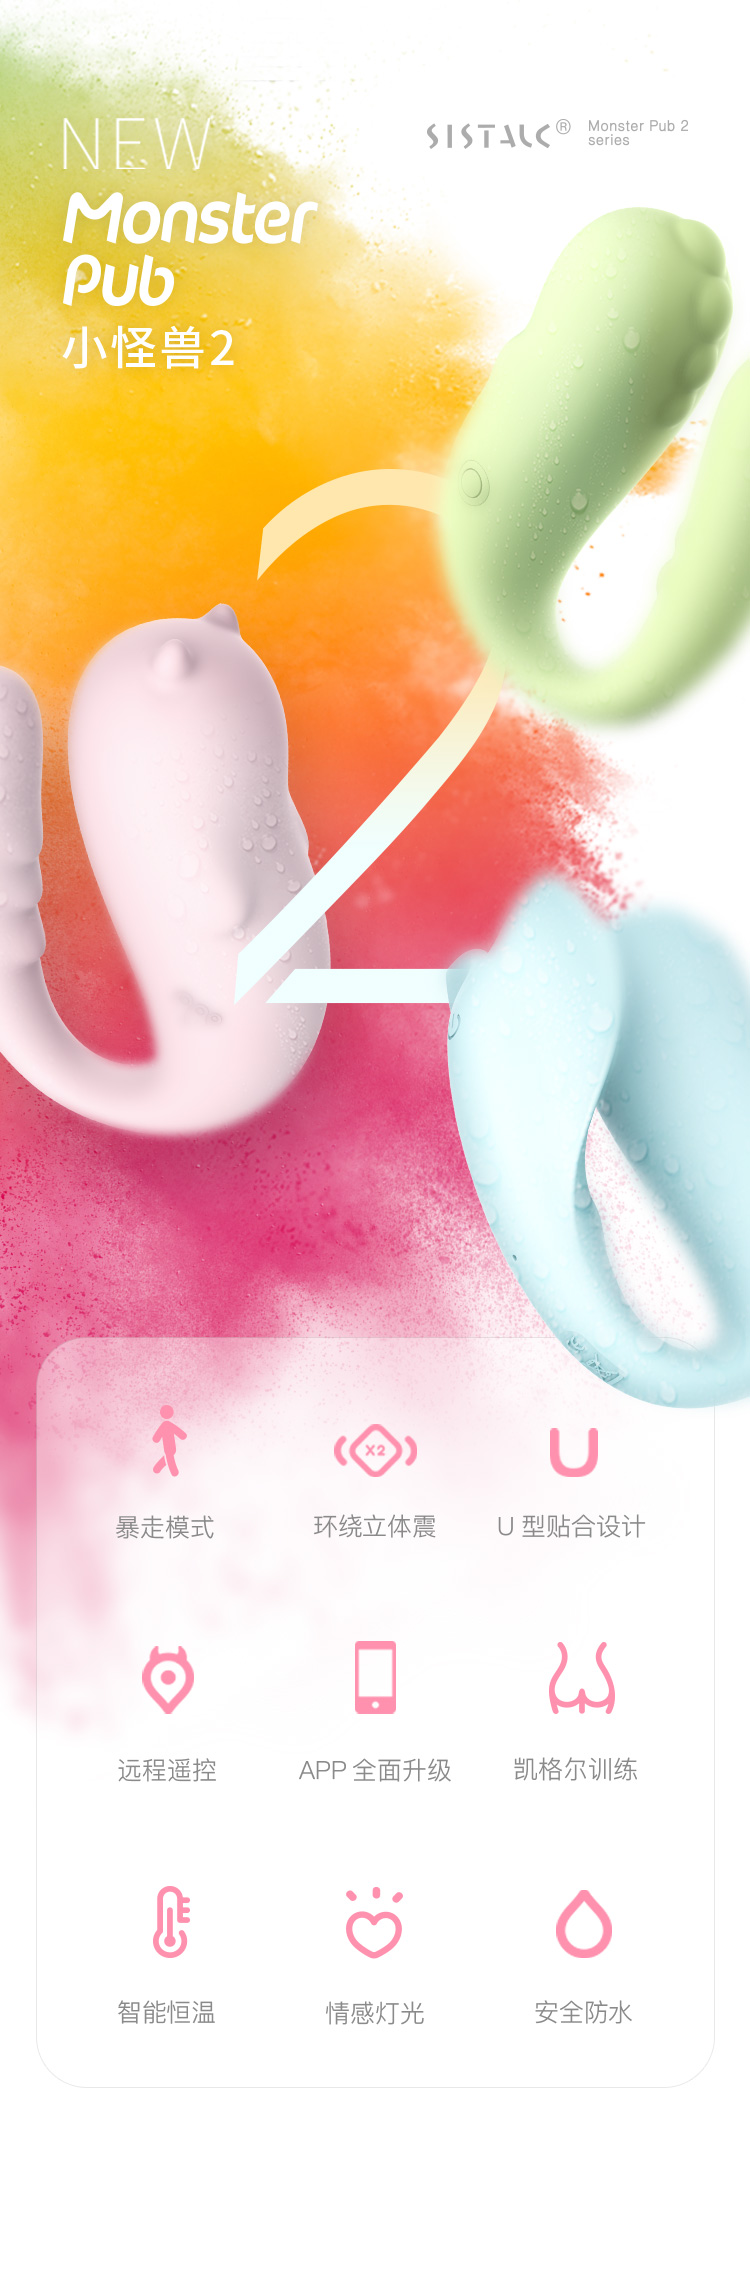 NEW
Monster
Pub
小怪兽2
SISTALK®
Monster Pub 2
series
2
X2
暴走模式
环绕立体震
U 型贴合设计
远程遥控
APP 全面升级
凯格尔训练
智能恒温
情感灯光
安全防水